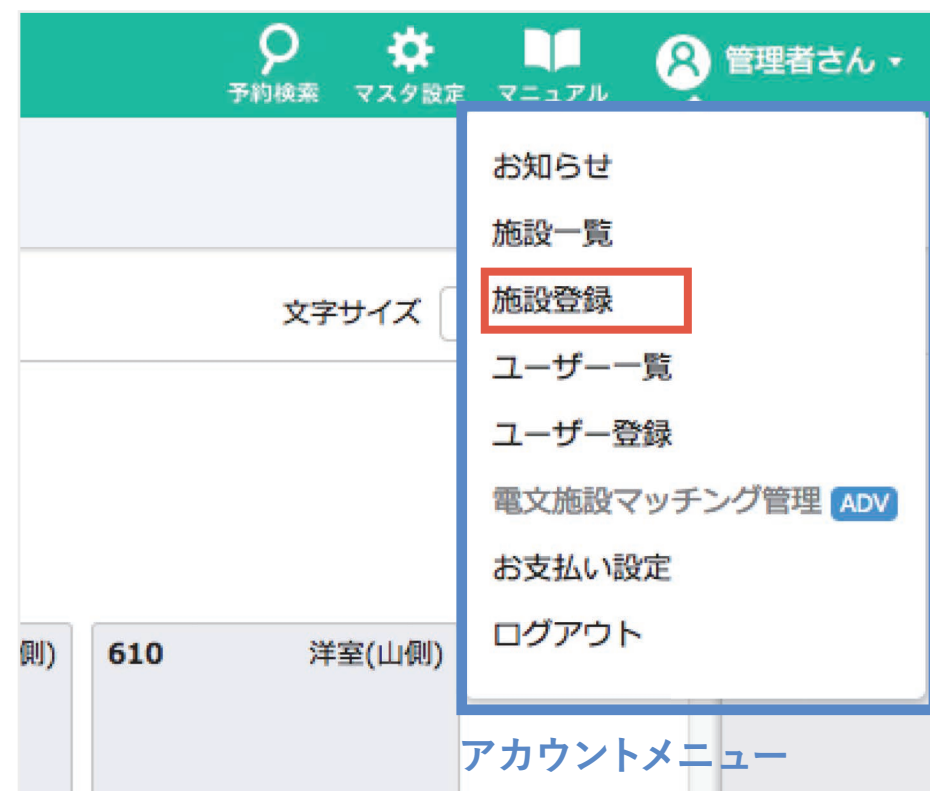 予約検索 マスタ設定 マニュアル 管理者さん
お知らせ
施設一覧
文字サイズ 施設登録
ユーザー一覧
ユーザー登録
電文施設マッチング管理 ADV
お支払い設定
ログアウト
側) 610 洋室(山側)
アカウントメニュー